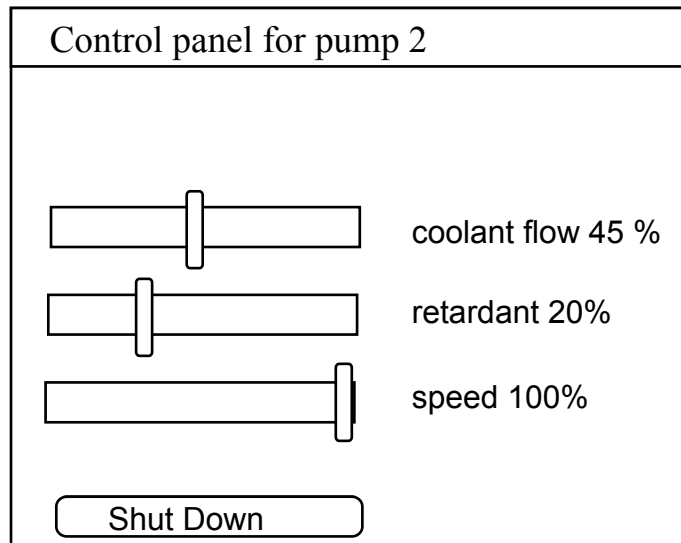 Control panel for pump 2
coolant flow 45 %
retardant 20%
speed 100%
Shut Down